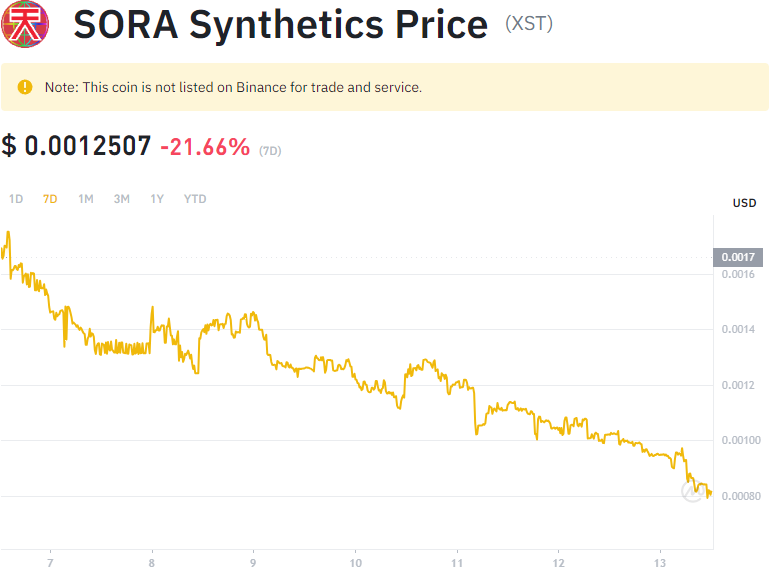 天
SORA Synthetics Price (XST)
Note: This coin is not listed on Binance for trade and service.
$ 0.0012507 -21.66% (7D)
1D 7D 1M 3M 1Y YTD
USD
0.0017
0.0016
0.0014
0.0012
0.00100
0.00080
7 8 9 10 11 12 13